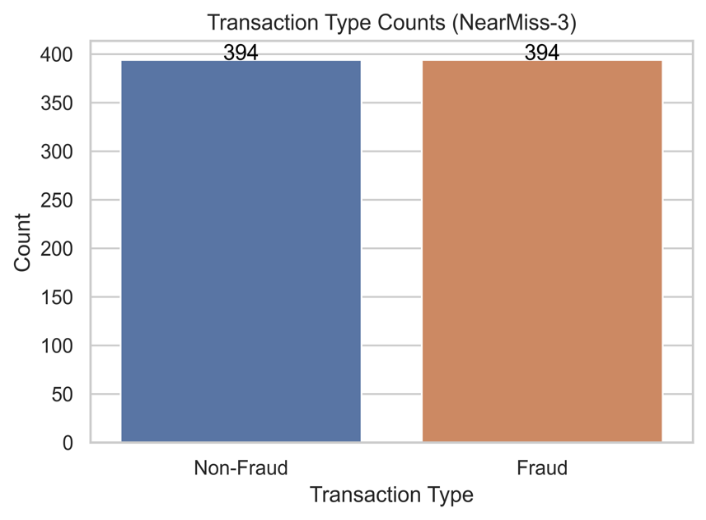 Transaction Type Counts (NearMiss-3)
394 394
400
350
300
250
200
150
100
50
0
Count
Non-Fraud Fraud
Transaction Type